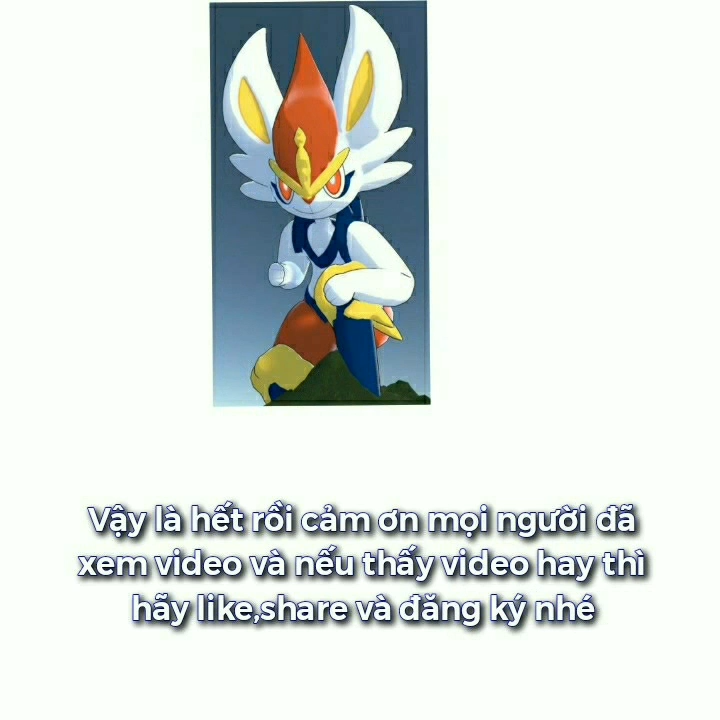 Vậy là hết rồi cảm ơn mọi người đã
xem video và nếu thấy video hay thì
hãy like,share và đăng ký nhé